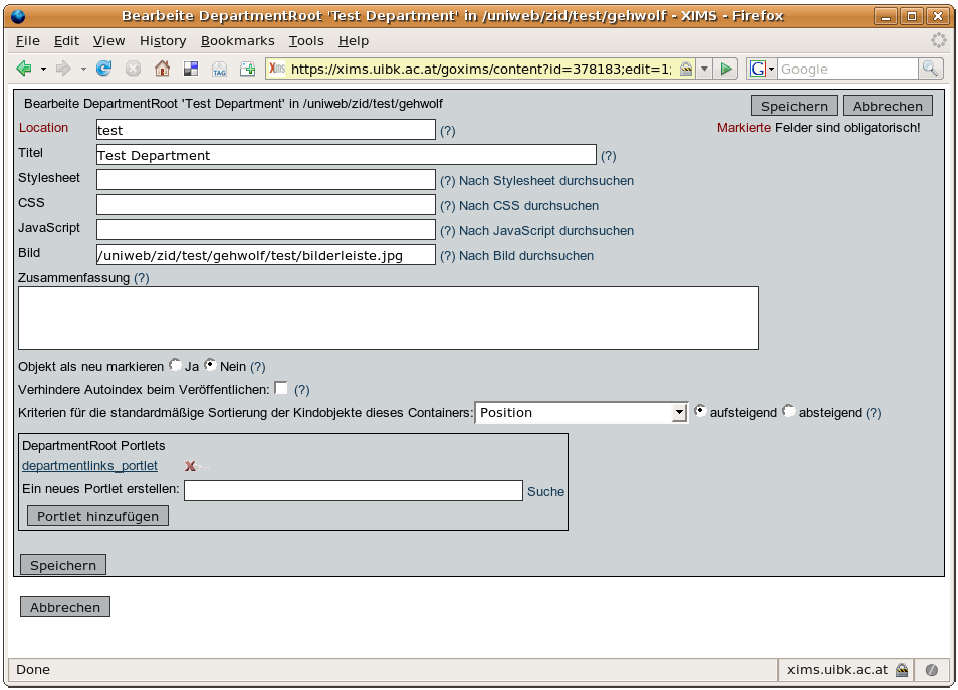 Bearbeite DepartmentRoot 'Test Department' in /uniweb/zid/test/gehwolf - XIMS - Firefox
File Edit View History Bookmarks Tools Help
TAG XIMS https://xims.uibk.ac.at/goxims/content?id=378183;edit=1; G Google
Bearbeite DepartmentRoot 'Test Department' in /uniweb/zid/test/gehwolf Speichern Abbrechen
Location test (?) Markierte Felder sind obligatorisch!
Titel Test Department (?)
Stylesheet (?) Nach Stylesheet durchsuchen
CSS (?) Nach CSS durchsuchen
JavaScript (?) Nach JavaScript durchsuchen
Bild /uniweb/zid/test/gehwolf/test/bilderleiste.jpg (?) Nach Bild durchsuchen
Zusammenfassung (?)
Objekt als neu markieren Ja Nein (?)
Verhindere Autoindex beim Veröffentlichen: (?)
Kriterien für die standardmäßige Sortierung der Kindobjekte dieses Containers: Position aufsteigend absteigend (?)
DepartmentRoot Portlets
departmentlinks_portlet
Ein neues Portlet erstellen: Suche
Portlet hinzufügen
Speichern
Abbrechen
Done xims.uibk.ac.at